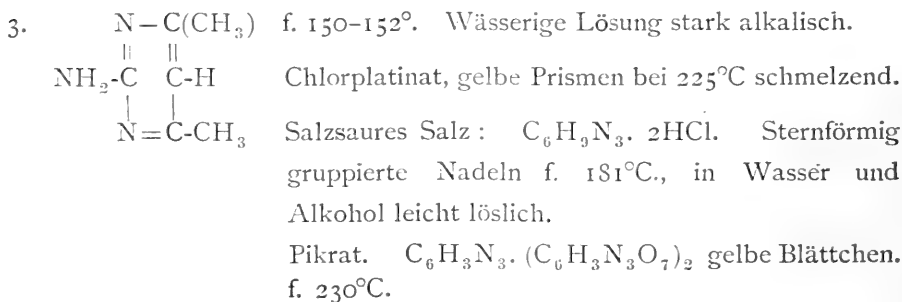 3. N–C(CH₃) f. 150–152°. Wässerige Lösung stark alkalisch.
NH₂-C C-H Chlorplatinat, gelbe Prismen bei 225°C schmelzend.
N=C-CH₃ Salzsaures Salz : C₆H₉N₃. 2HCl. Sternförmig
gruppierte Nadeln f. 181°C., in Wasser und
Alkohol leicht löslich.
Pikrat. C₆H₃N₃. (C₆H₃N₃O₇)₂ gelbe Blättchen.
f. 230°C.